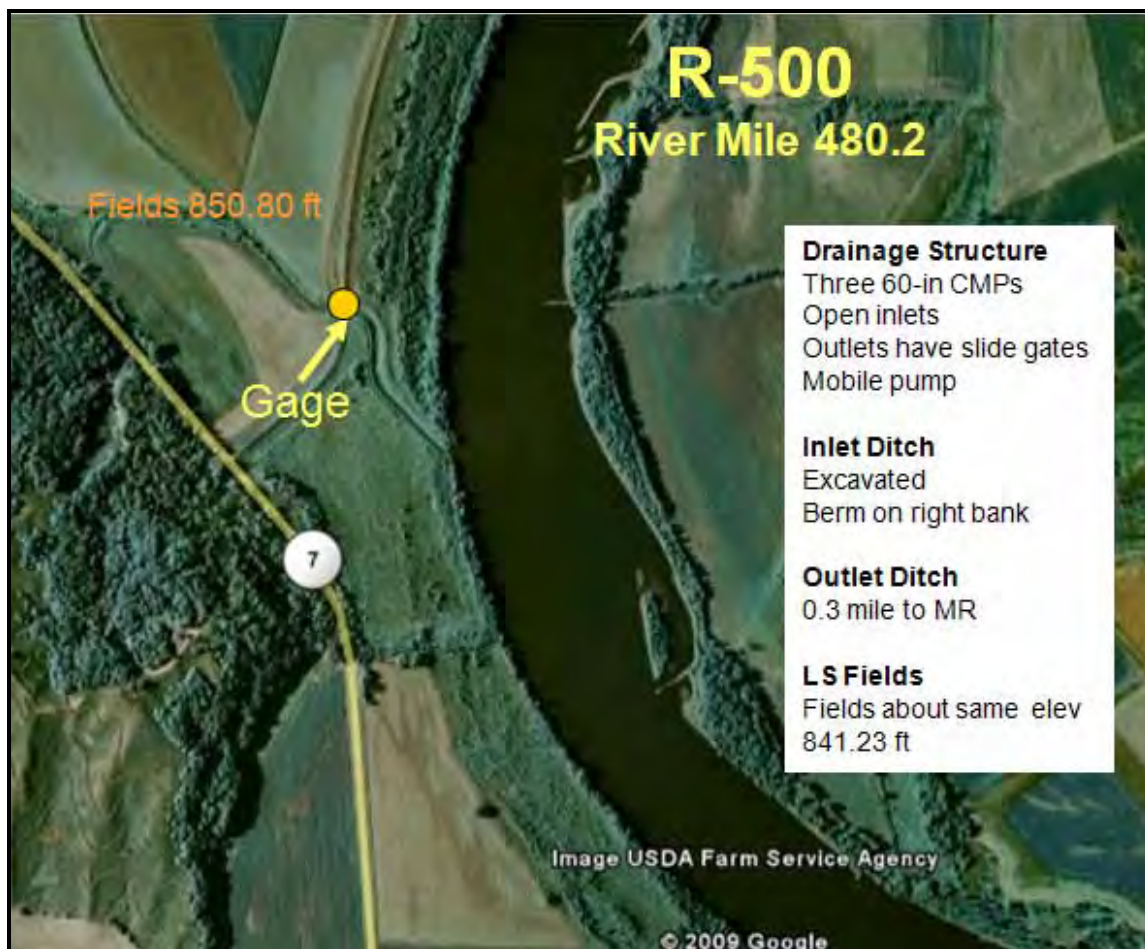 R-500
River Mile 480.2
Fields 850.80 ft
Gage
7
Drainage Structure
Three 60-in CMPs
Open inlets
Outlets have slide gates
Mobile pump
Inlet Ditch
Excavated
Berm on right bank
Outlet Ditch
0.3 mile to MR
LS Fields
Fields about same elev
841.23 ft
Image USDA Farm Service Agency
© 2009 Google